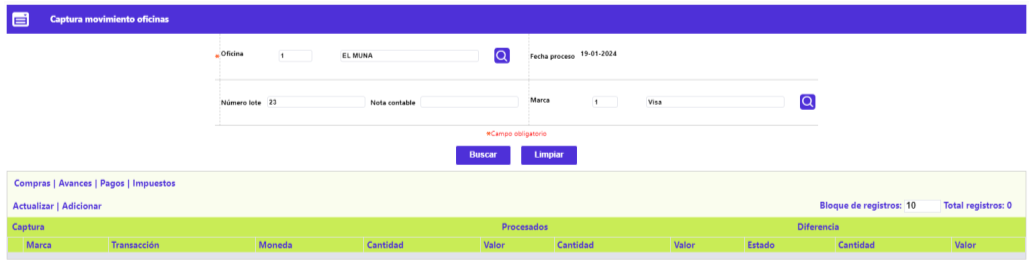 Captura movimiento oficinas
* Oficina 1 EL MUNA Fecha proceso 19-01-2024
Número lote 23 Nota contable Marca 1 Visa
*Campo obligatorio
Buscar Limpiar
Compras | Avances | Pagos | Impuestos
Actualizar | Adicionar Bloque de registros: 10 Total registros: 0
Captura Procesados Diferencia
Marca Transacción Moneda Cantidad Valor Cantidad Valor Estado Cantidad Valor